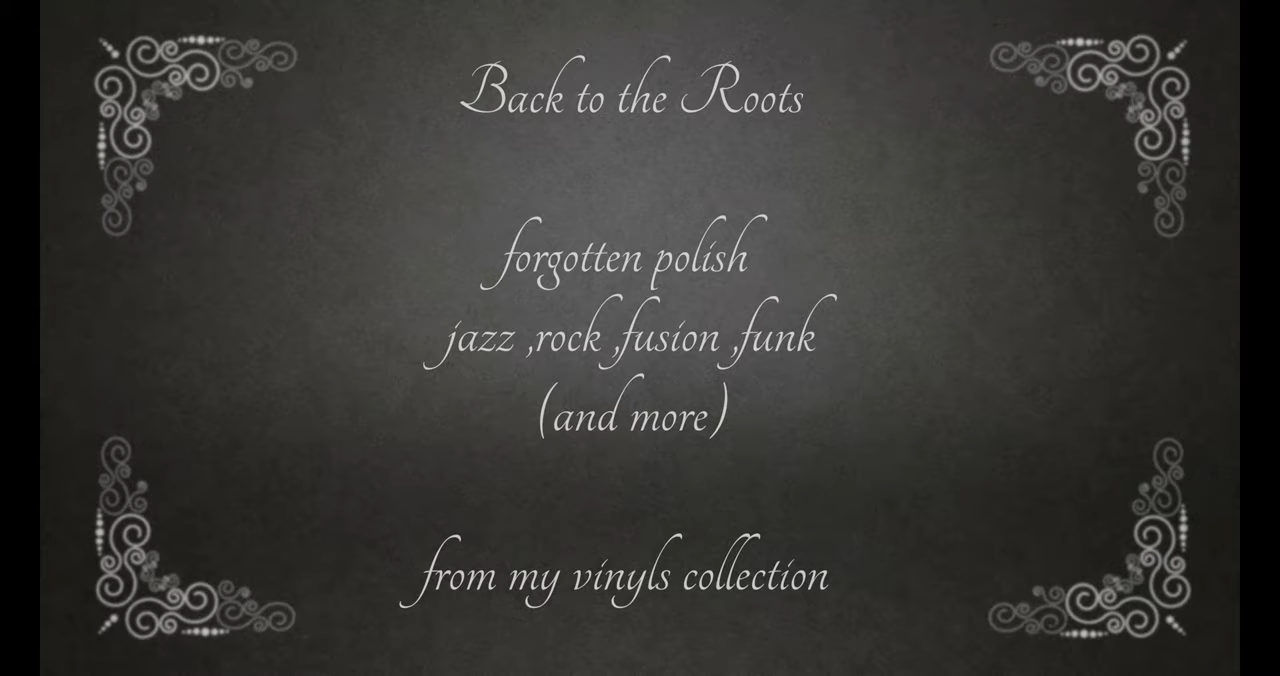 Back to the Roots
forgotten polish
jazz ,rock ,fusion ,funk
(and more)
from my vinyls collection